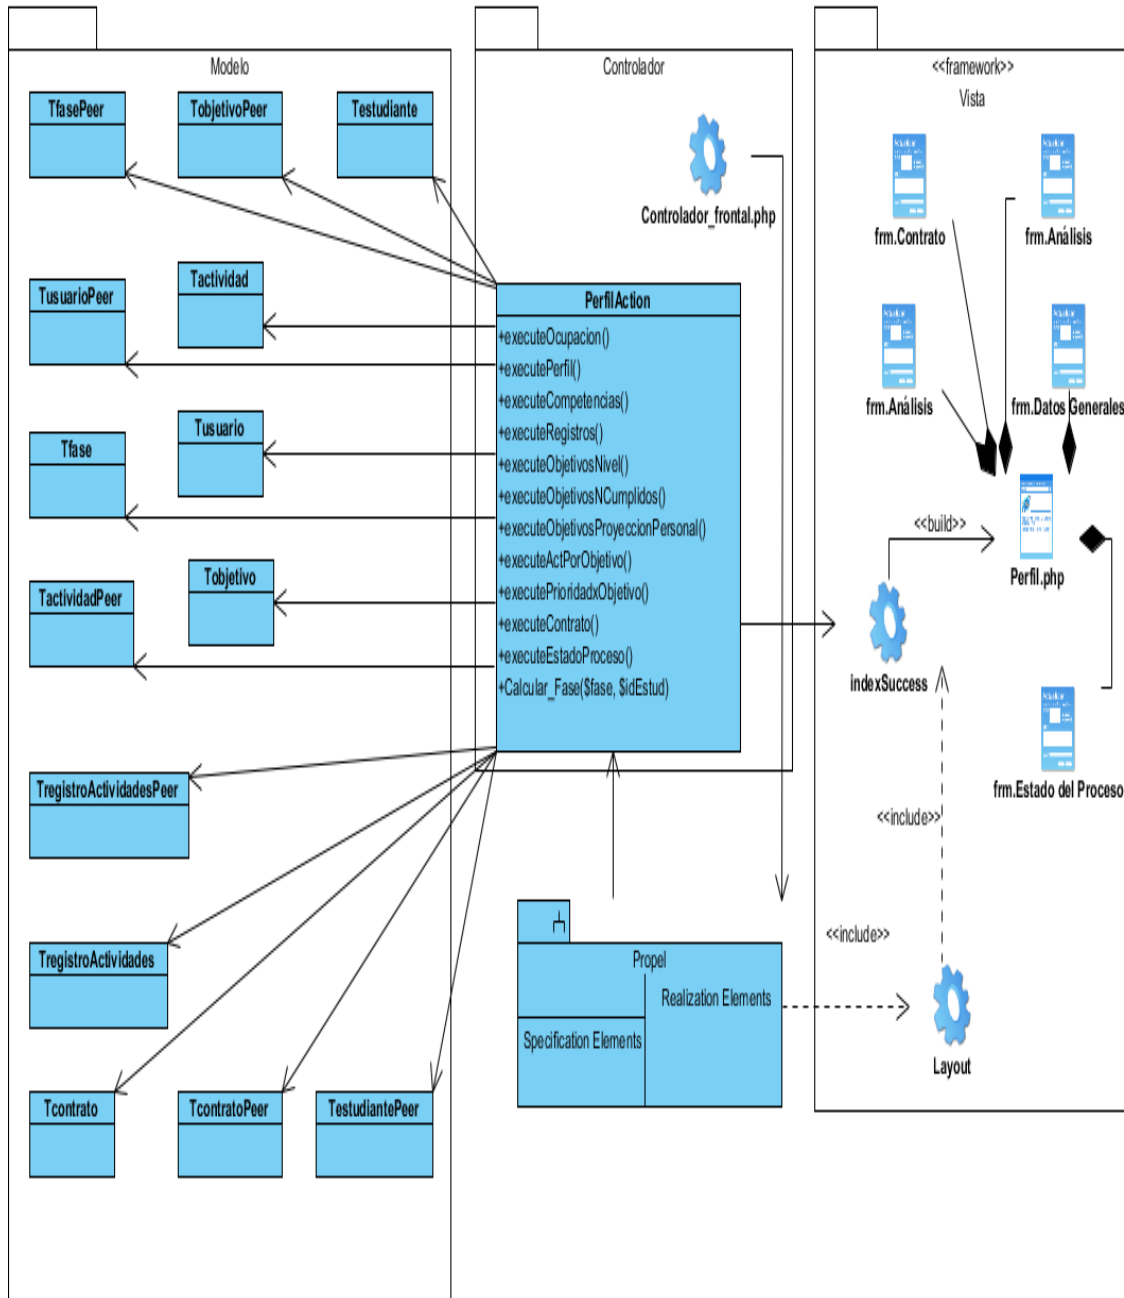 Modelo
TfasePeer
TobjetivoPeer
Testudiante
TusuarioPeer
Tactividad
Tfase
Tusuario
TactividadPeer
Tobjetivo
TregistroActividadesPeer
TregistroActividades
Tcontrato
TcontratoPeer
TestudiantePeer
Controlador
Controlador_frontal.php
PerfilAction
+executeOcupacion()
+executePerfil()
+executeCompetencias()
+executeRegistros()
+executeObjetivosNivel()
+executeObjetivosNCumplidos()
+executeObjetivosProyeccionPersonal()
+executeActPorObjetivo()
+executePrioridadxObjetivo()
+executeContrato()
+executeEstadoProceso()
+Calcular_Fase($fase, $idEstud)
Propel
Specification Elements
Realization Elements
<<framework>>
Vista
frm.Contrato
frm.Análisis
frm.Análisis
frm.Datos Generales
<<build>>
Perfil.php
indexSuccess
frm.Estado del Proceso
<<include>>
<<include>>
Layout